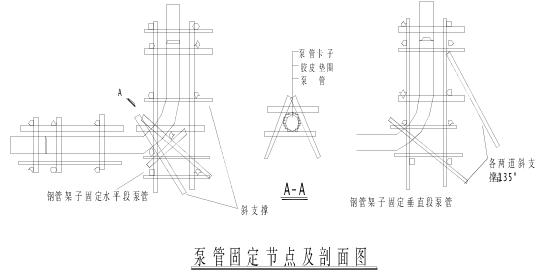 泵管卡子
胶皮垫圈
泵 管
A
A-A
各两道斜支
撑≥135°
钢管架子固定水平段泵管
斜支撑
钢管架子固定垂直段泵管
泵管固定节点及剖面图